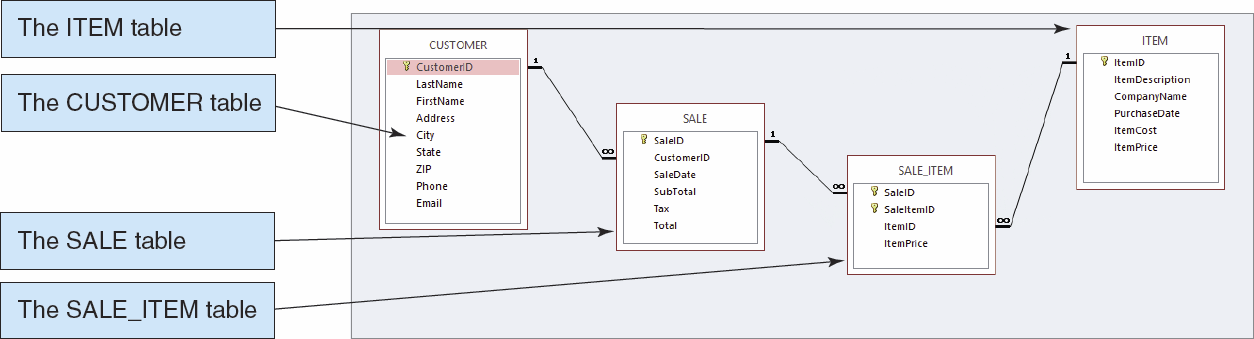 The ITEM table
The CUSTOMER table
The SALE table
The SALE_ITEM table
CUSTOMER
CustomerID
LastName
FirstName
Address
City
State
ZIP
Phone
Email
1
∞
SALE
SaleID
CustomerID
SaleDate
SubTotal
Tax
Total
1
∞
SALE_ITEM
SaleID
SaleItemID
ItemID
ItemPrice
∞
1
ITEM
ItemID
ItemDescription
CompanyName
PurchaseDate
ItemCost
ItemPrice